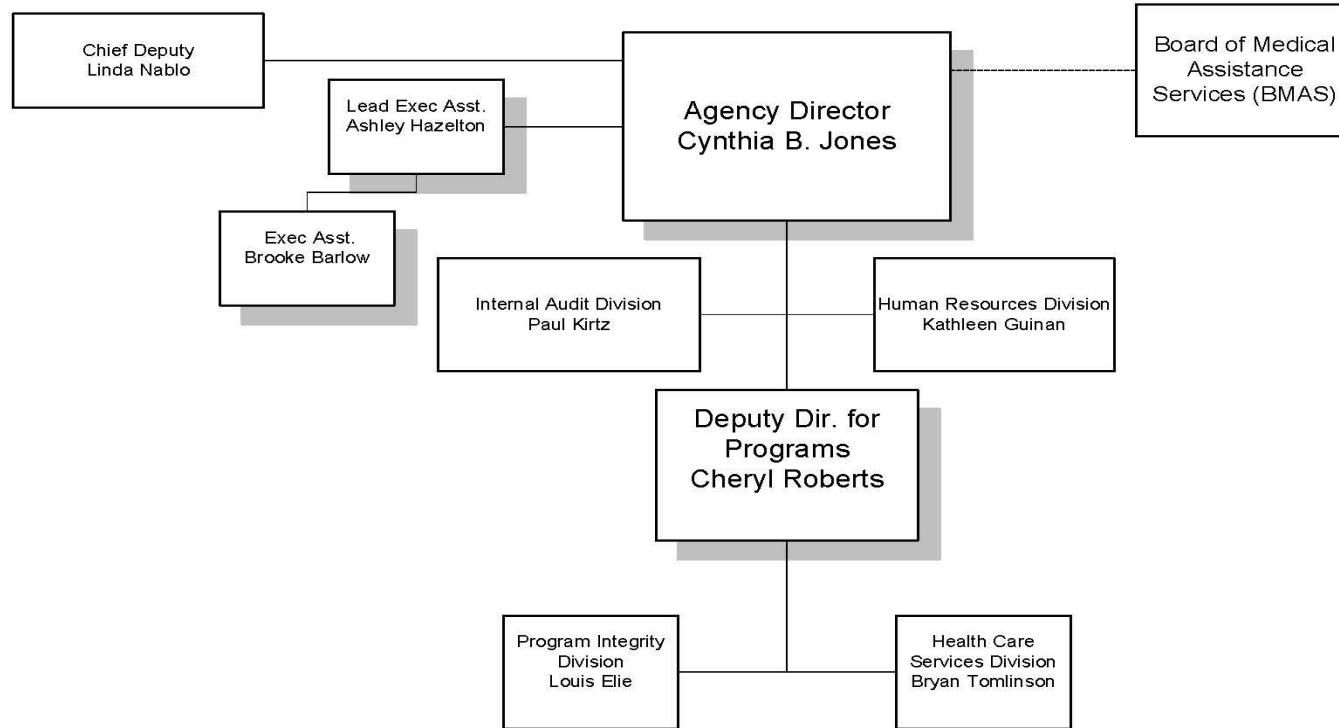 Chief Deputy
Linda Nablo
Agency Director
Cynthia B. Jones
Board of Medical
Assistance
Services (BMAS)
Lead Exec Asst.
Ashley Hazelton
Exec Asst.
Brooke Barlow
Internal Audit Division
Paul Kirtz
Human Resources Division
Kathleen Guinan
Deputy Dir. for
Programs
Cheryl Roberts
Program Integrity
Division
Louis Elie
Health Care
Services Division
Bryan Tomlinson